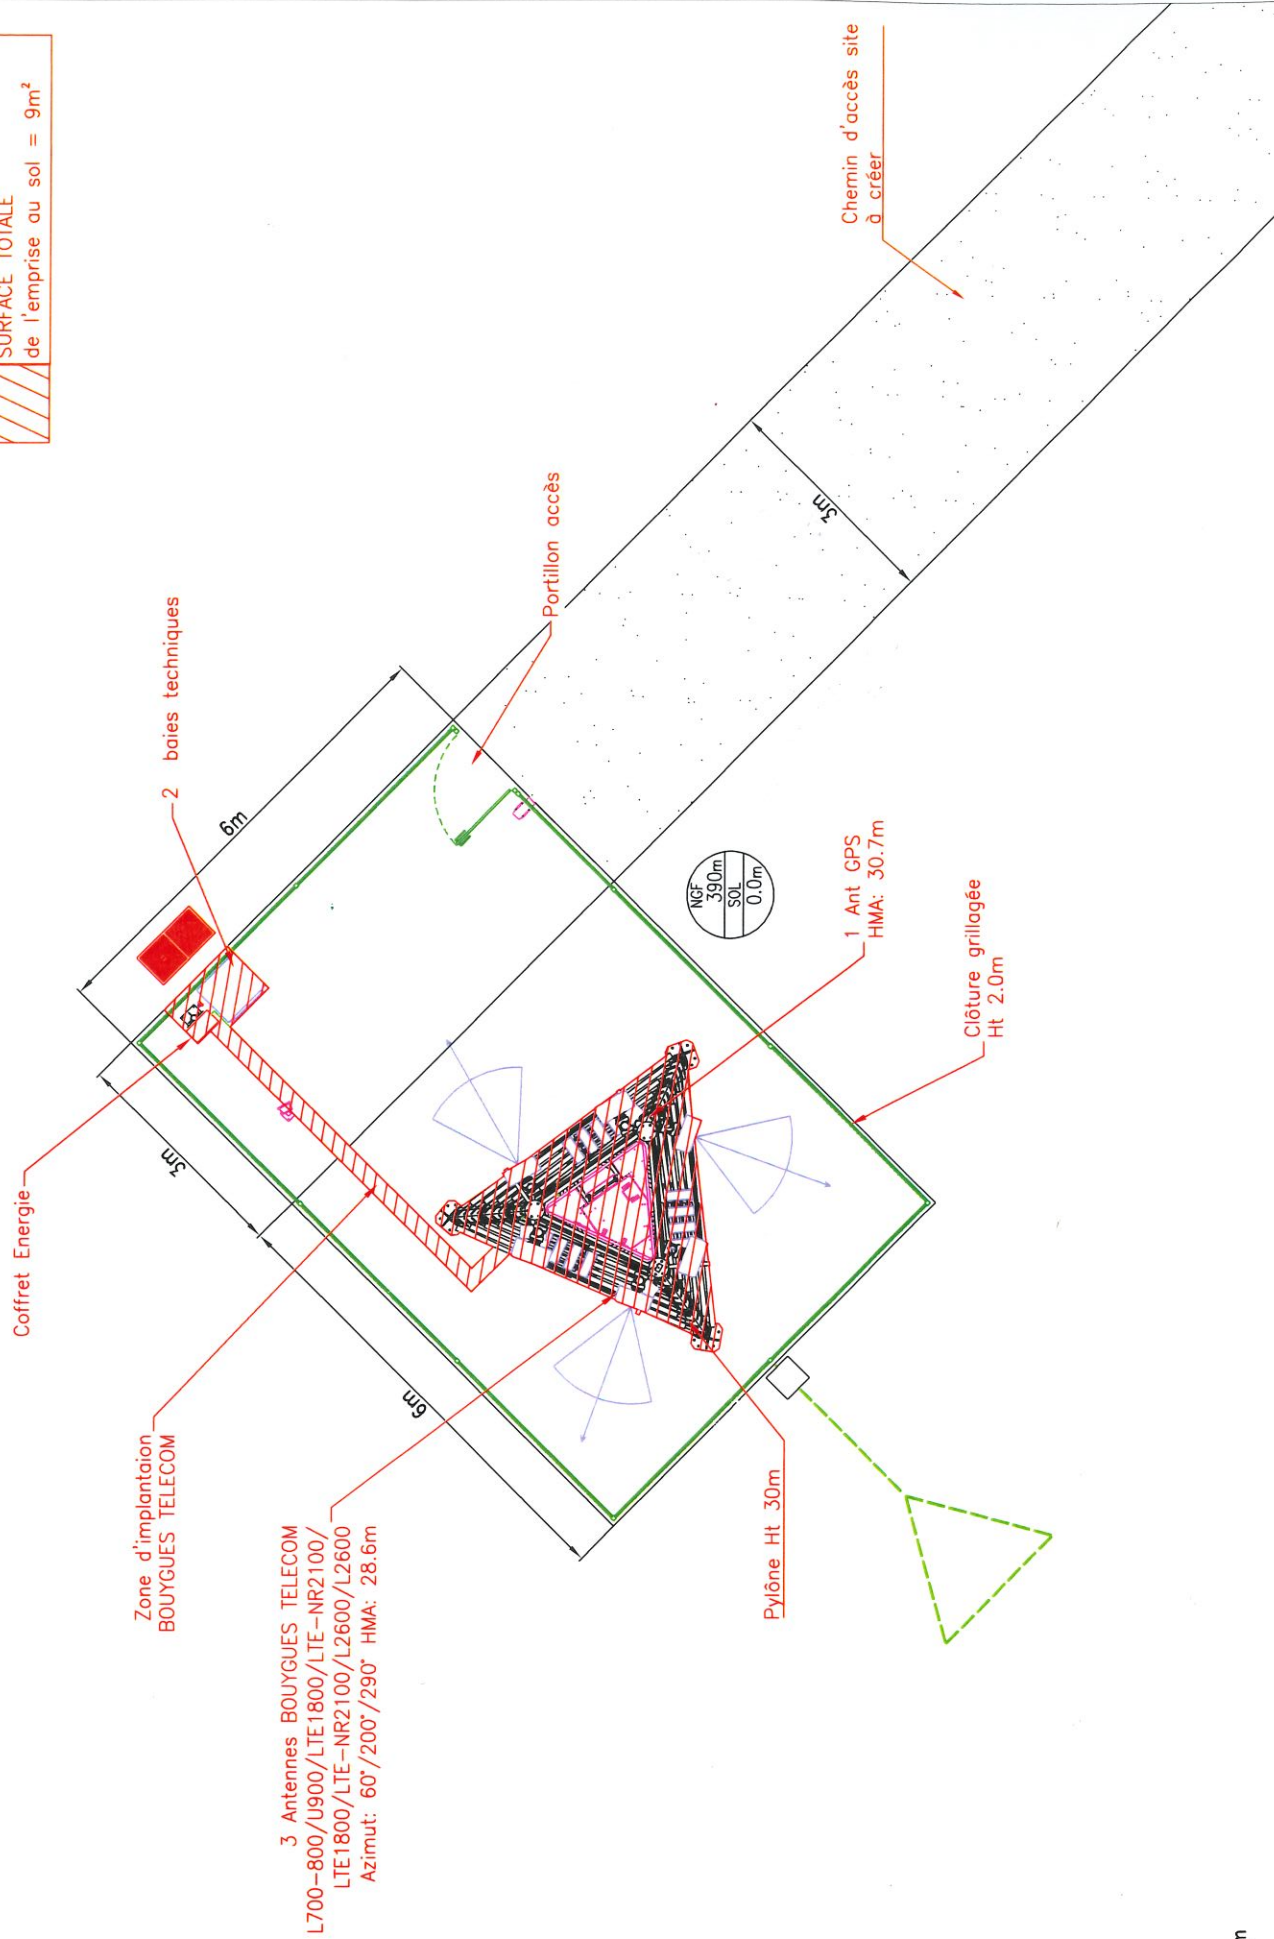 SURFACE TOTALE
de l'emprise au sol = 9m²
Chemin d'accès site
à créer
3m
Portillon accès
2 baies techniques
6m
Coffret Energie
3m
NGF
390m
SOL
0.0m
1 Ant GPS
HMA: 30.7m
Clôture grillagée
Ht 2.0m
Zone d'implantaion
BOUYGUES TELECOM
6m
3 Antennes BOUYGUES TELECOM
L700-800/U900/LTE1800/LTE-NR2100/
LTE1800/LTE-NR2100/L2600/L2600
Azimut: 60°/200°/290° HMA: 28.6m
Pylône Ht 30m